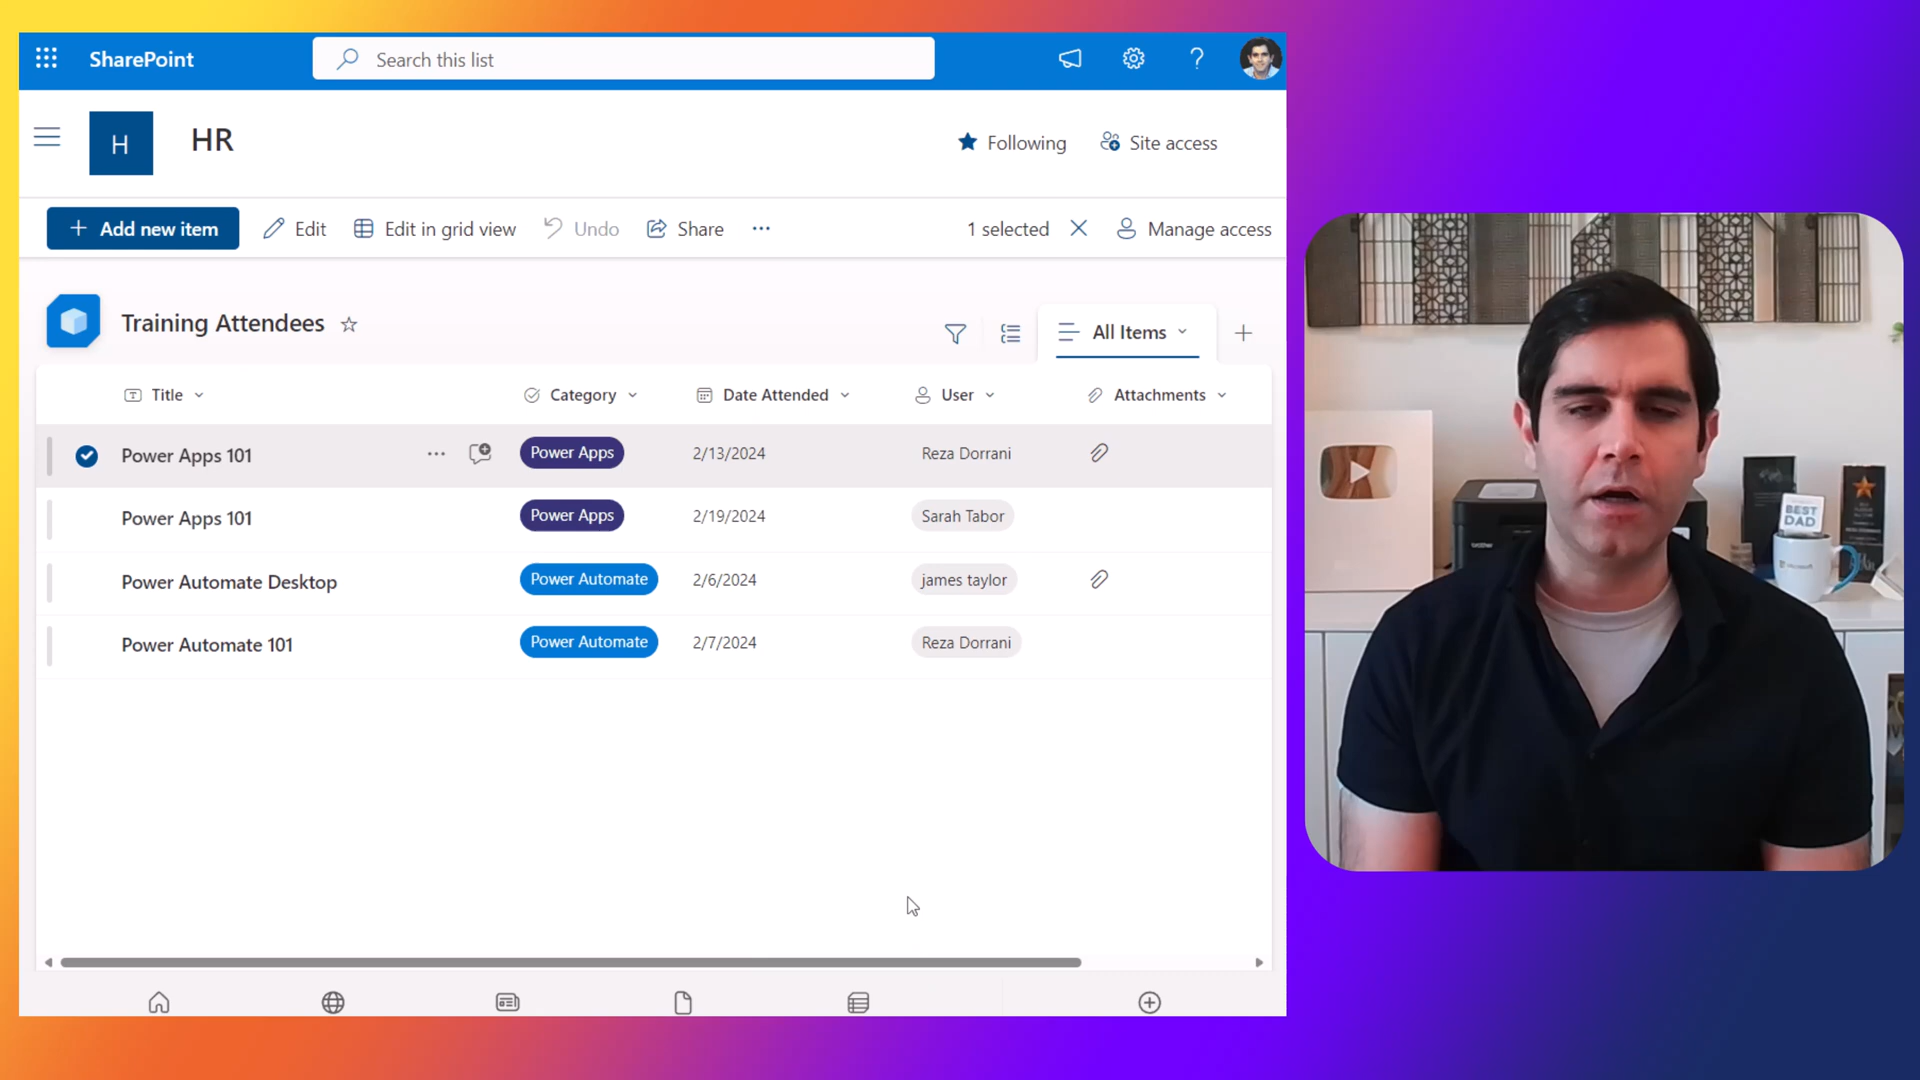 SharePoint
Search this list
H
HR
Following
Site access
Add new item
Edit
Edit in grid view
Undo
Share
1 selected
Manage access
Training Attendees
All Items
Title
Category
Date Attended
User
Attachments
Power Apps 101
Power Apps
2/13/2024
Reza Dorrani
Power Apps 101
Power Apps
2/19/2024
Sarah Tabor
Power Automate Desktop
Power Automate
2/6/2024
james taylor
Power Automate 101
Power Automate
2/7/2024
Reza Dorrani
BEST
DAD
brother
Microsoft